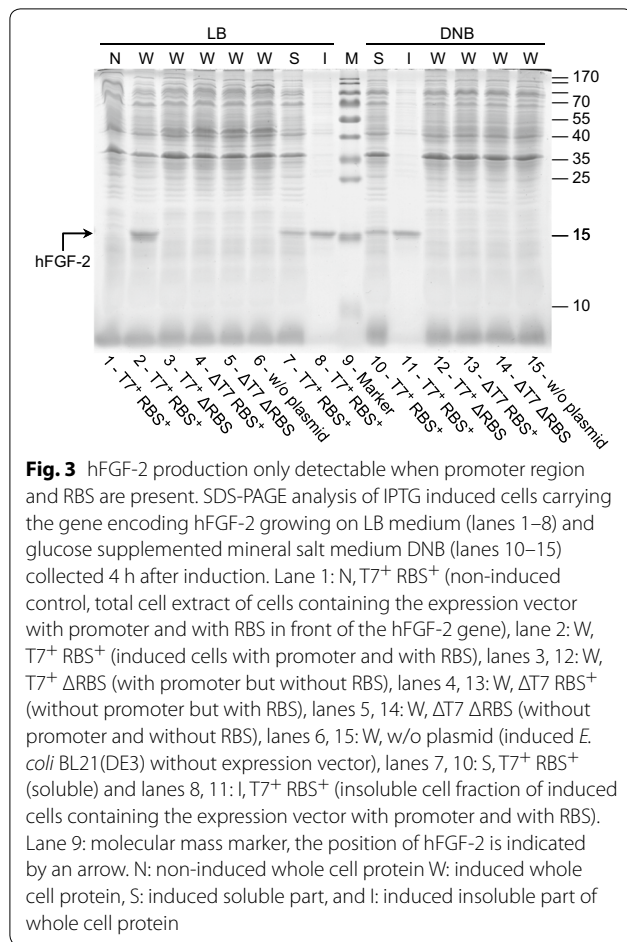 LB DNB
N W W W W W S I M S I W W W W
170
70
55
40
35
25
15
10
hFGF-2
1 - T7⁺ RBS⁺
2 - T7⁺ RBS⁺
3 - T7⁺ ΔRBS
4 - ΔT7 RBS⁺
5 - ΔT7 ΔRBS
6 - w/o plasmid
7 - T7⁺ RBS⁺
8 - T7⁺ RBS⁺
9 - Marker
10 - T7⁺ RBS⁺
11 - T7⁺ RBS⁺
12 - T7⁺ ΔRBS
13 - ΔT7 RBS⁺
14 - ΔT7 ΔRBS
15 - w/o plasmid
Fig. 3 hFGF-2 production only detectable when promoter region
and RBS are present. SDS-PAGE analysis of IPTG induced cells carrying
the gene encoding hFGF-2 growing on LB medium (lanes 1–8) and
glucose supplemented mineral salt medium DNB (lanes 10–15)
collected 4 h after induction. Lane 1: N, T7⁺ RBS⁺ (non-induced
control, total cell extract of cells containing the expression vector
with promoter and with RBS in front of the hFGF-2 gene), lane 2: W,
T7⁺ RBS⁺ (induced cells with promoter and with RBS), lanes 3, 12: W,
T7⁺ ΔRBS (with promoter but without RBS), lanes 4, 13: W, ΔT7 RBS⁺
(without promoter but with RBS), lanes 5, 14: W, ΔT7 ΔRBS (without
promoter and without RBS), lanes 6, 15: W, w/o plasmid (induced E.
coli BL21(DE3) without expression vector), lanes 7, 10: S, T7⁺ RBS⁺
(soluble) and lanes 8, 11: I, T7⁺ RBS⁺ (insoluble cell fraction of induced
cells containing the expression vector with promoter and with RBS).
Lane 9: molecular mass marker, the position of hFGF-2 is indicated
by an arrow. N: non-induced whole cell protein W: induced whole
cell protein, S: induced soluble part, and I: induced insoluble part of
whole cell protein